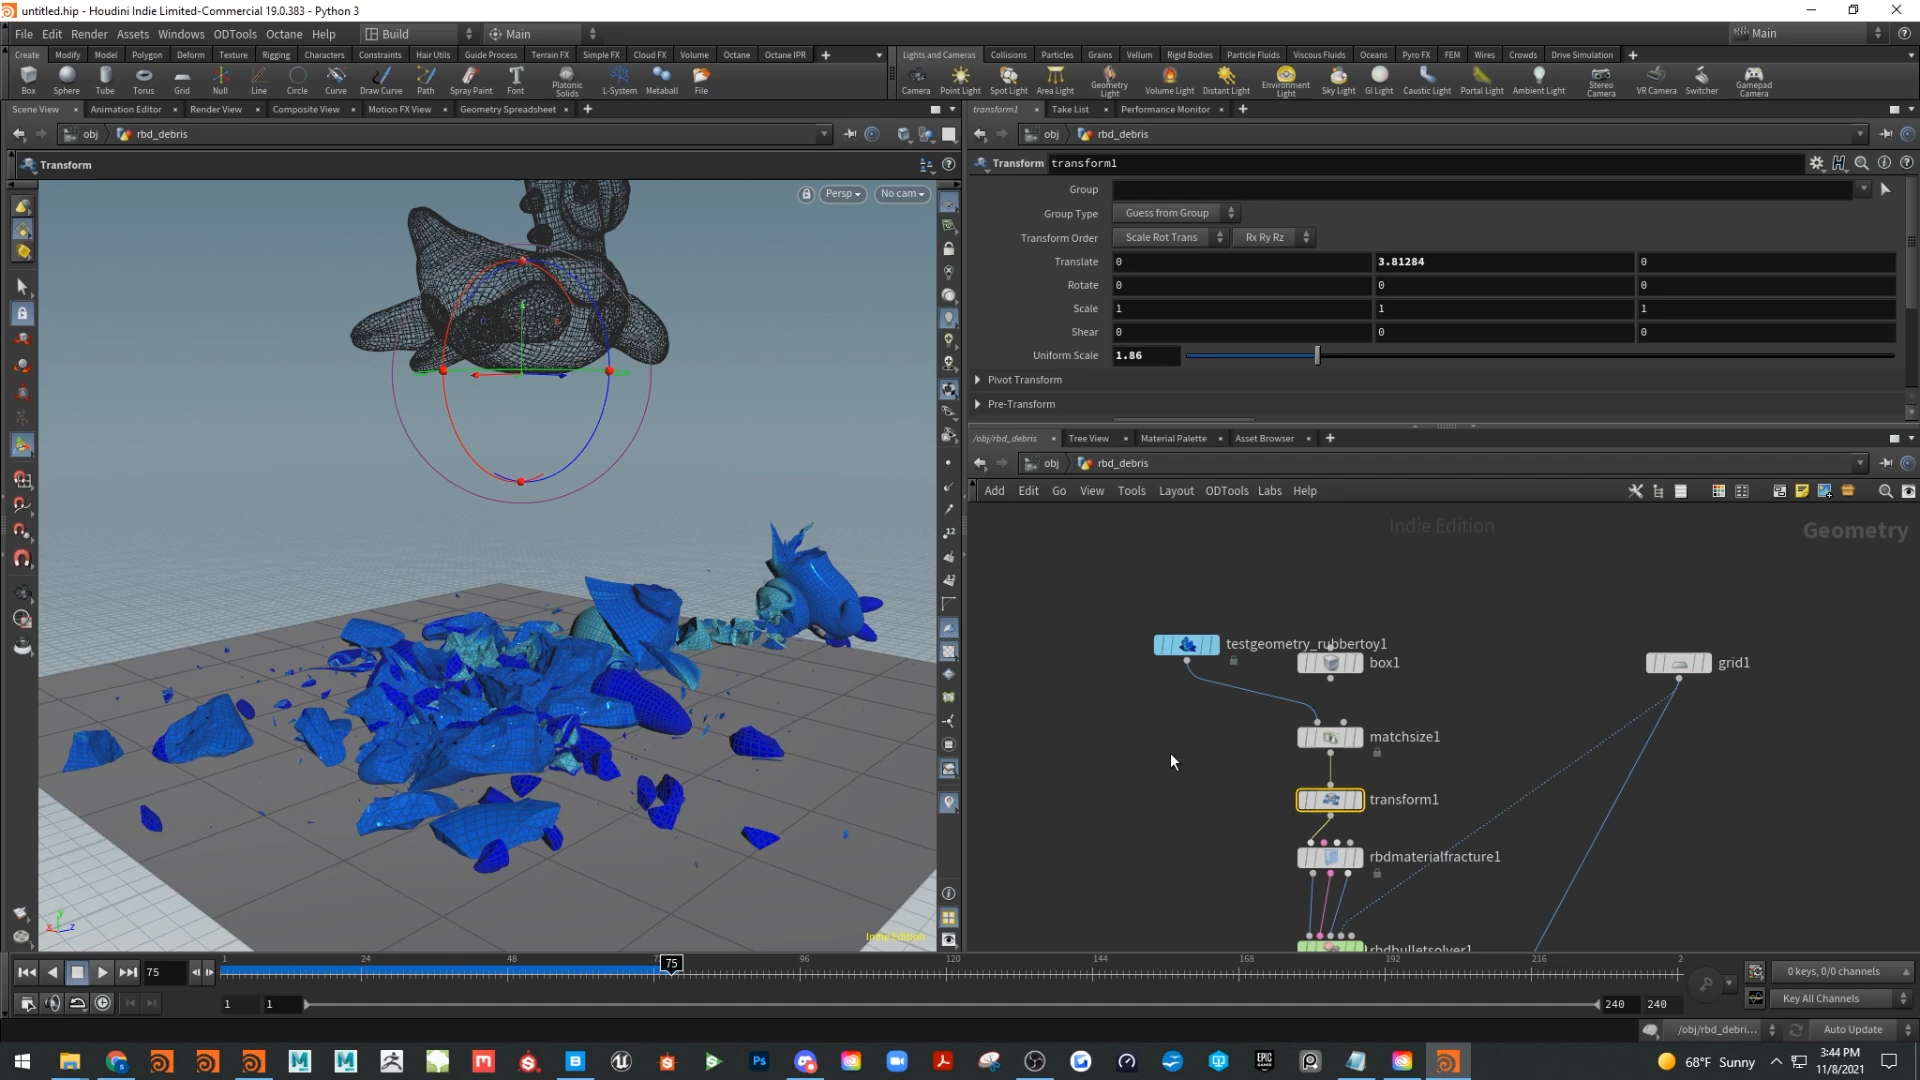 untitled.hip - Houdini Indie Limited-Commercial 19.0.383 - Python 3
File Edit Render Assets Windows ODTools Octane Help Build Main Main
Create Modify Model Polygon Deform Texture Rigging Characters Constraints Hair Utils Guide Process Terrain FX Simple FX Cloud FX Volume Octane Octane IPR
Lights and Cameras Collisions Particles Grains Vellum Rigid Bodies Particle Fluids Viscous Fluids Oceans Pyro FX FEM Wires Crowds Drive Simulation
Box Sphere Tube Torus Grid Null Line Circle Curve Draw Curve Path Spray Paint Font Platonic Solids L-System Metaball File
Camera Point Light Spot Light Area Light Geometry Light Volume Light Distant Light Environment Light Sky Light GI Light Caustic Light Portal Light Ambient Light Stereo Camera VR Camera Switcher Gamepad Camera
Scene View Animation Editor Render View Composite View Motion FX View Geometry Spreadsheet
transform1 Take List Performance Monitor
obj rbd_debris
obj rbd_debris
Transform
Transform transform1
Persp No cam
Group
Group Type Guess from Group
Transform Order Scale Rot Trans Rx Ry Rz
Translate 0 3.81284 0
Rotate 0 0 0
Scale 1 1 1
Shear 0 0 0
Uniform Scale 1.86
Pivot Transform
Pre-Transform
/obj/rbd_debris Tree View Material Palette Asset Browser
obj rbd_debris
Add Edit Go View Tools Layout ODTools Labs Help
Indie Edition
Geometry
testgeometry_rubbertoy1
box1
grid1
matchsize1
transform1
rbdmaterialfracture1
rbdbulletsolver1
Indie Edition
75
1 24 48 75 96 120 144 168 192 216 2
0 keys, 0/0 channels
1 1 240 240
Key All Channels
/obj/rbd_debri... Auto Update
68°F Sunny
3:44 PM
11/8/2021